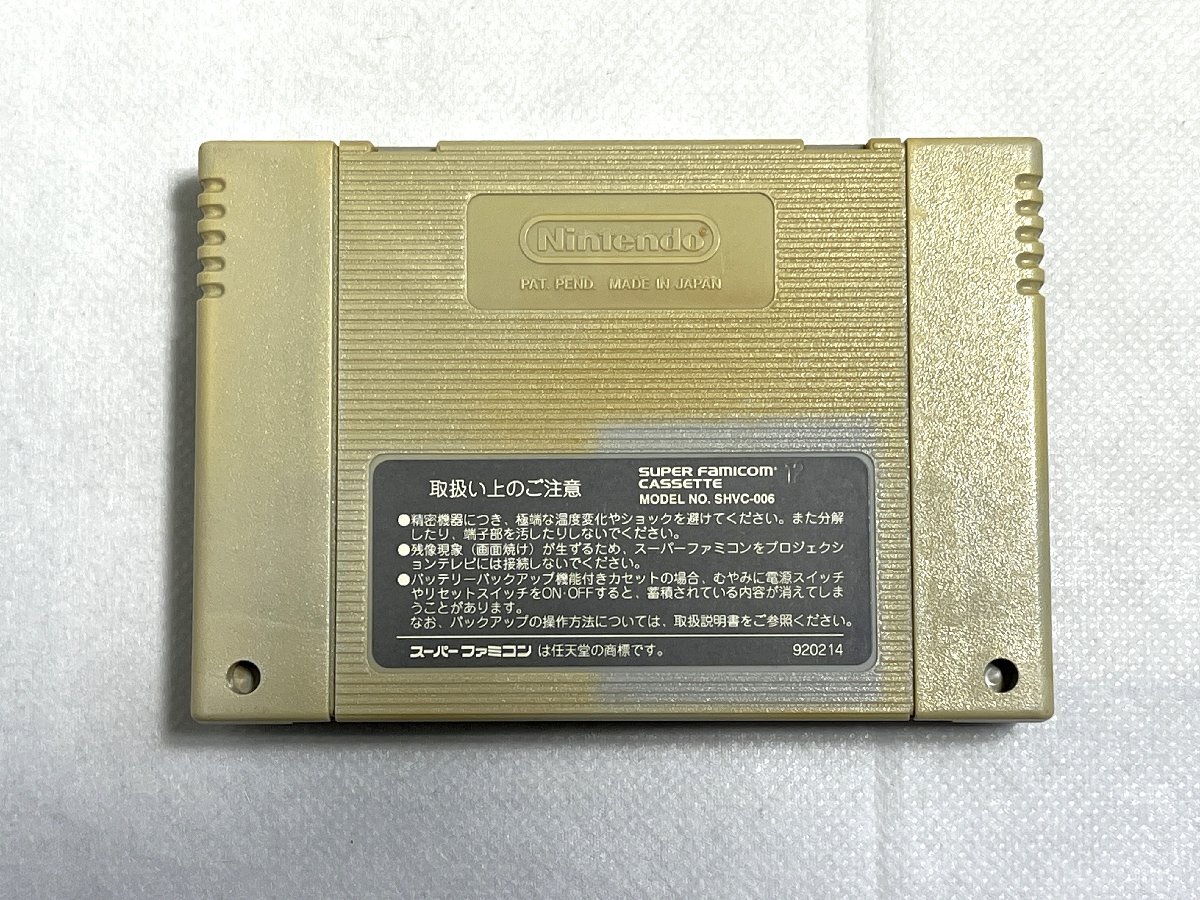 Nintendo
PAT. PEND. MADE IN JAPAN
取扱い上のご注意
SUPER Famicom
CASSETTE
MODEL NO. SHVC-006
●精密機器につき、極端な温度変化やショックを避けてください。また分解
したり、端子部を汚したりしないでください。
●残像現象(画面焼け)が生ずるため、スーパーファミコンをプロジェクシ
ョンテレビには接続しないでください。
●バッテリーバックアップ機能付きカセットの場合、むやみに電源スイッチ
やリセットスイッチをON・OFFすると、蓄積されている内容が消えてしま
うことがあります。
なお、バックアップの操作方法については、取扱説明書をご参照ください。
スーパーファミコン は任天堂の商標です。
920214